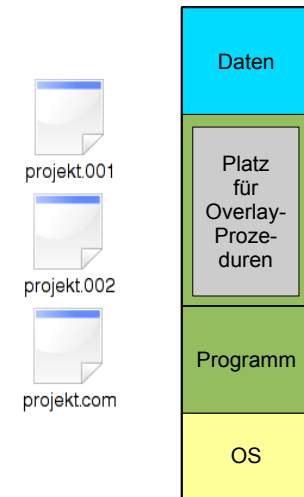 projekt.001
projekt.002
projekt.com
Daten
Platz
für
Overlay-
Proze-
duren
Programm
OS